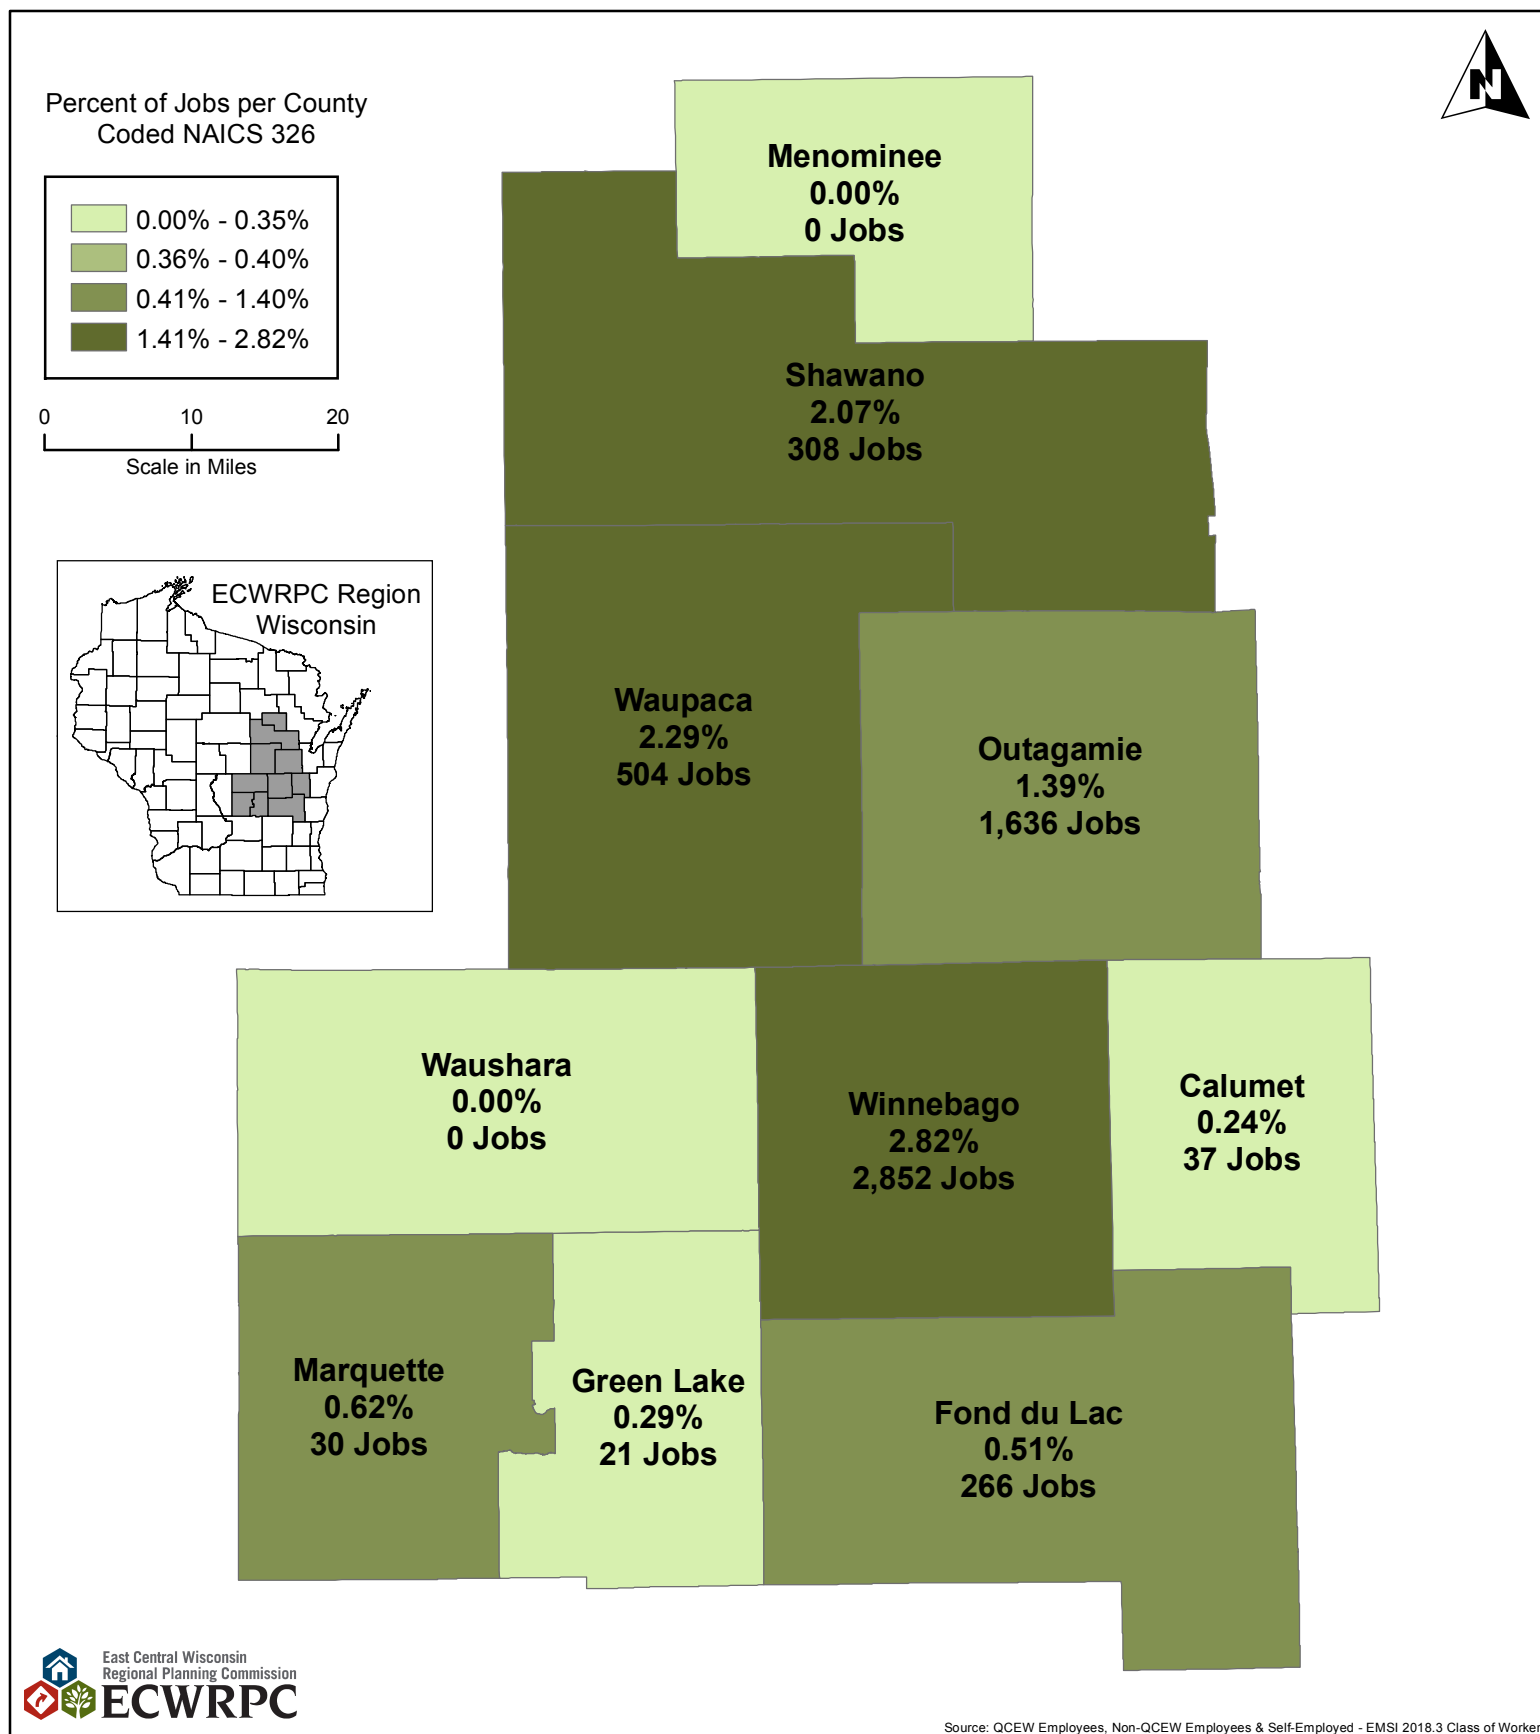 Percent of Jobs per County
Coded NAICS 326
0.00% - 0.35%
0.36% - 0.40%
0.41% - 1.40%
1.41% - 2.82%
0 10 20
Scale in Miles
ECWRPC Region
Wisconsin
N
Menominee
0.00%
0 Jobs
Shawano
2.07%
308 Jobs
Waupaca
2.29%
504 Jobs
Outagamie
1.39%
1,636 Jobs
Waushara
0.00%
0 Jobs
Winnebago
2.82%
2,852 Jobs
Calumet
0.24%
37 Jobs
Marquette
0.62%
30 Jobs
Green Lake
0.29%
21 Jobs
Fond du Lac
0.51%
266 Jobs
East Central Wisconsin
Regional Planning Commission
ECWRPC
Source: QCEW Employees, Non-QCEW Employees & Self-Employed - EMSI 2018.3 Class of Worker